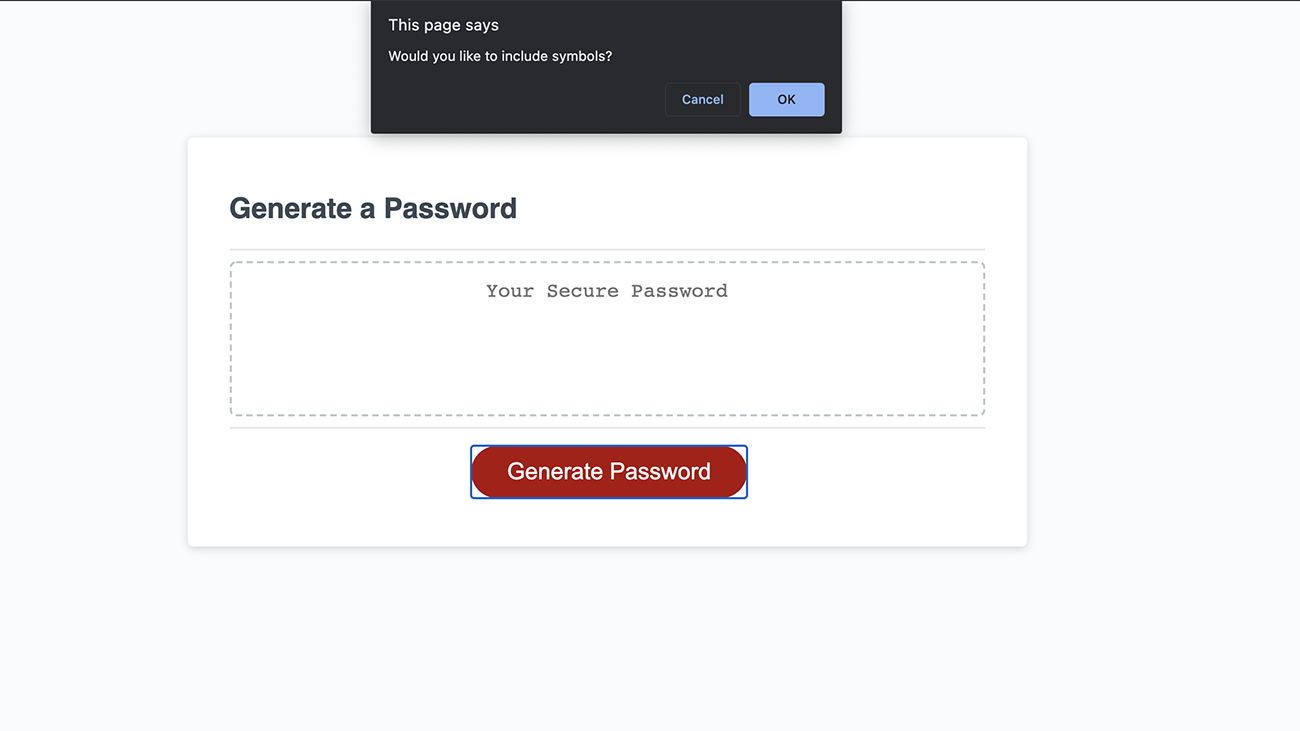 This page says
Would you like to include symbols?
Cancel OK
Generate a Password
Your Secure Password
Generate Password